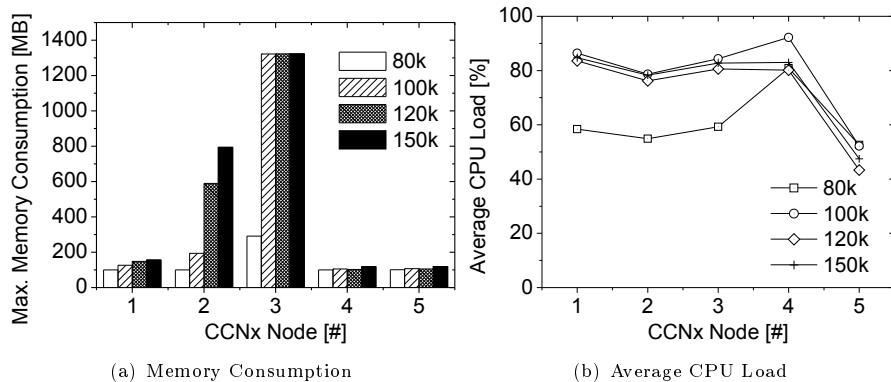 Max. Memory Consumption [MB]
1400
1200
1000
800
600
400
200
0
80k
100k
120k
150k
1 2 3 4 5
CCNx Node [#]
(a) Memory Consumption
Average CPU Load [%]
100
80
60
40
20
0
80k
100k
120k
150k
1 2 3 4 5
CCNx Node [#]
(b) Average CPU Load